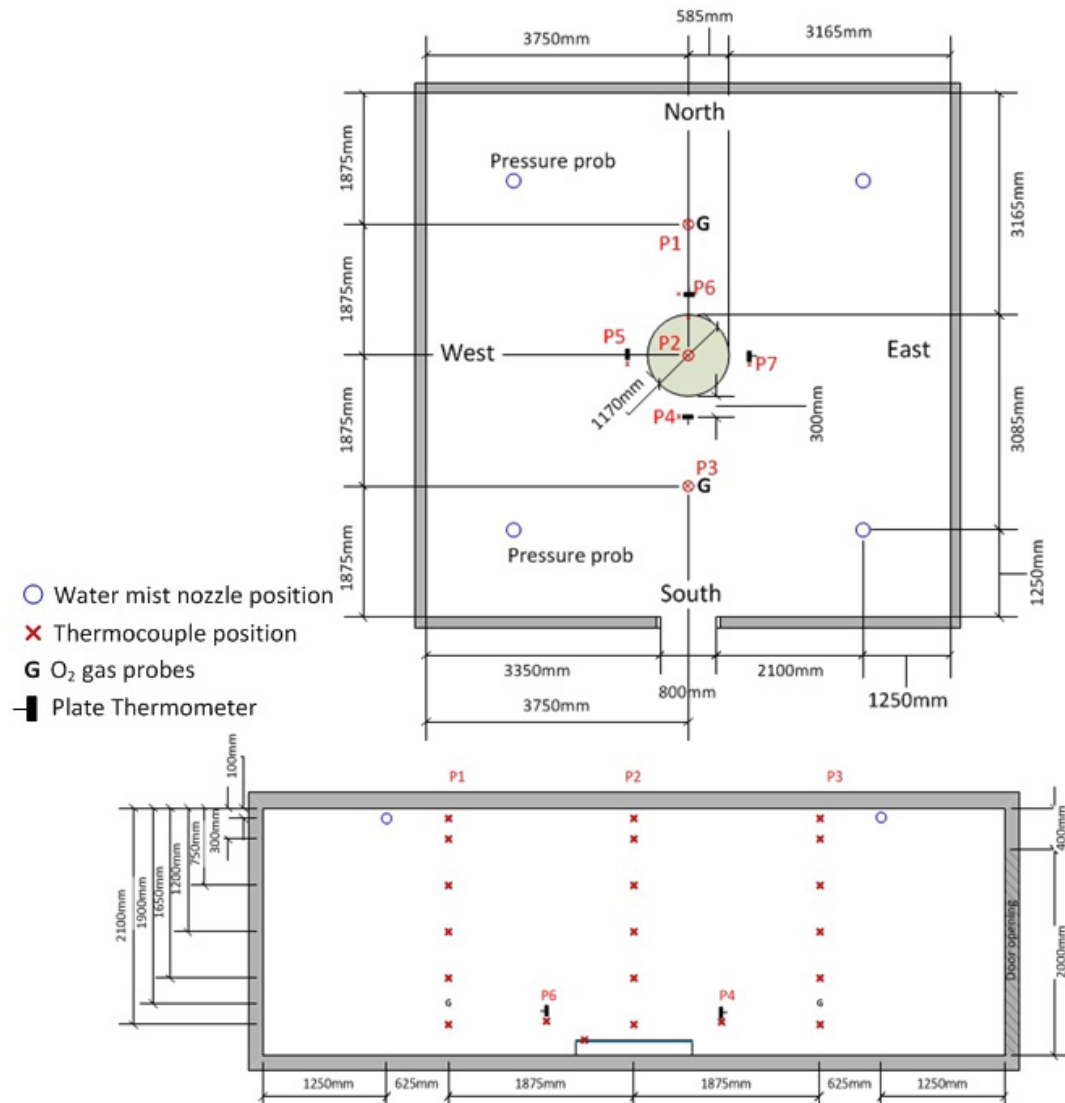 585mm
3750mm
3165mm
North
1875mm
Pressure prob
G
P1
3165mm
1875mm
P6
P5
P2
West
East
P7
1170mm
P4
300mm
3085mm
1875mm
P3
G
Pressure prob
1875mm
South
1250mm
Water mist nozzle position
Thermocouple position
G O₂ gas probes
Plate Thermometer
3350mm
800mm
2100mm
1250mm
3750mm
100mm
P1
P2
P3
300mm
750mm
1200mm
1650mm
1900mm
2100mm
400mm
Door opening
2000mm
G
G
P6
P4
1250mm
625mm
1875mm
1875mm
625mm
1250mm